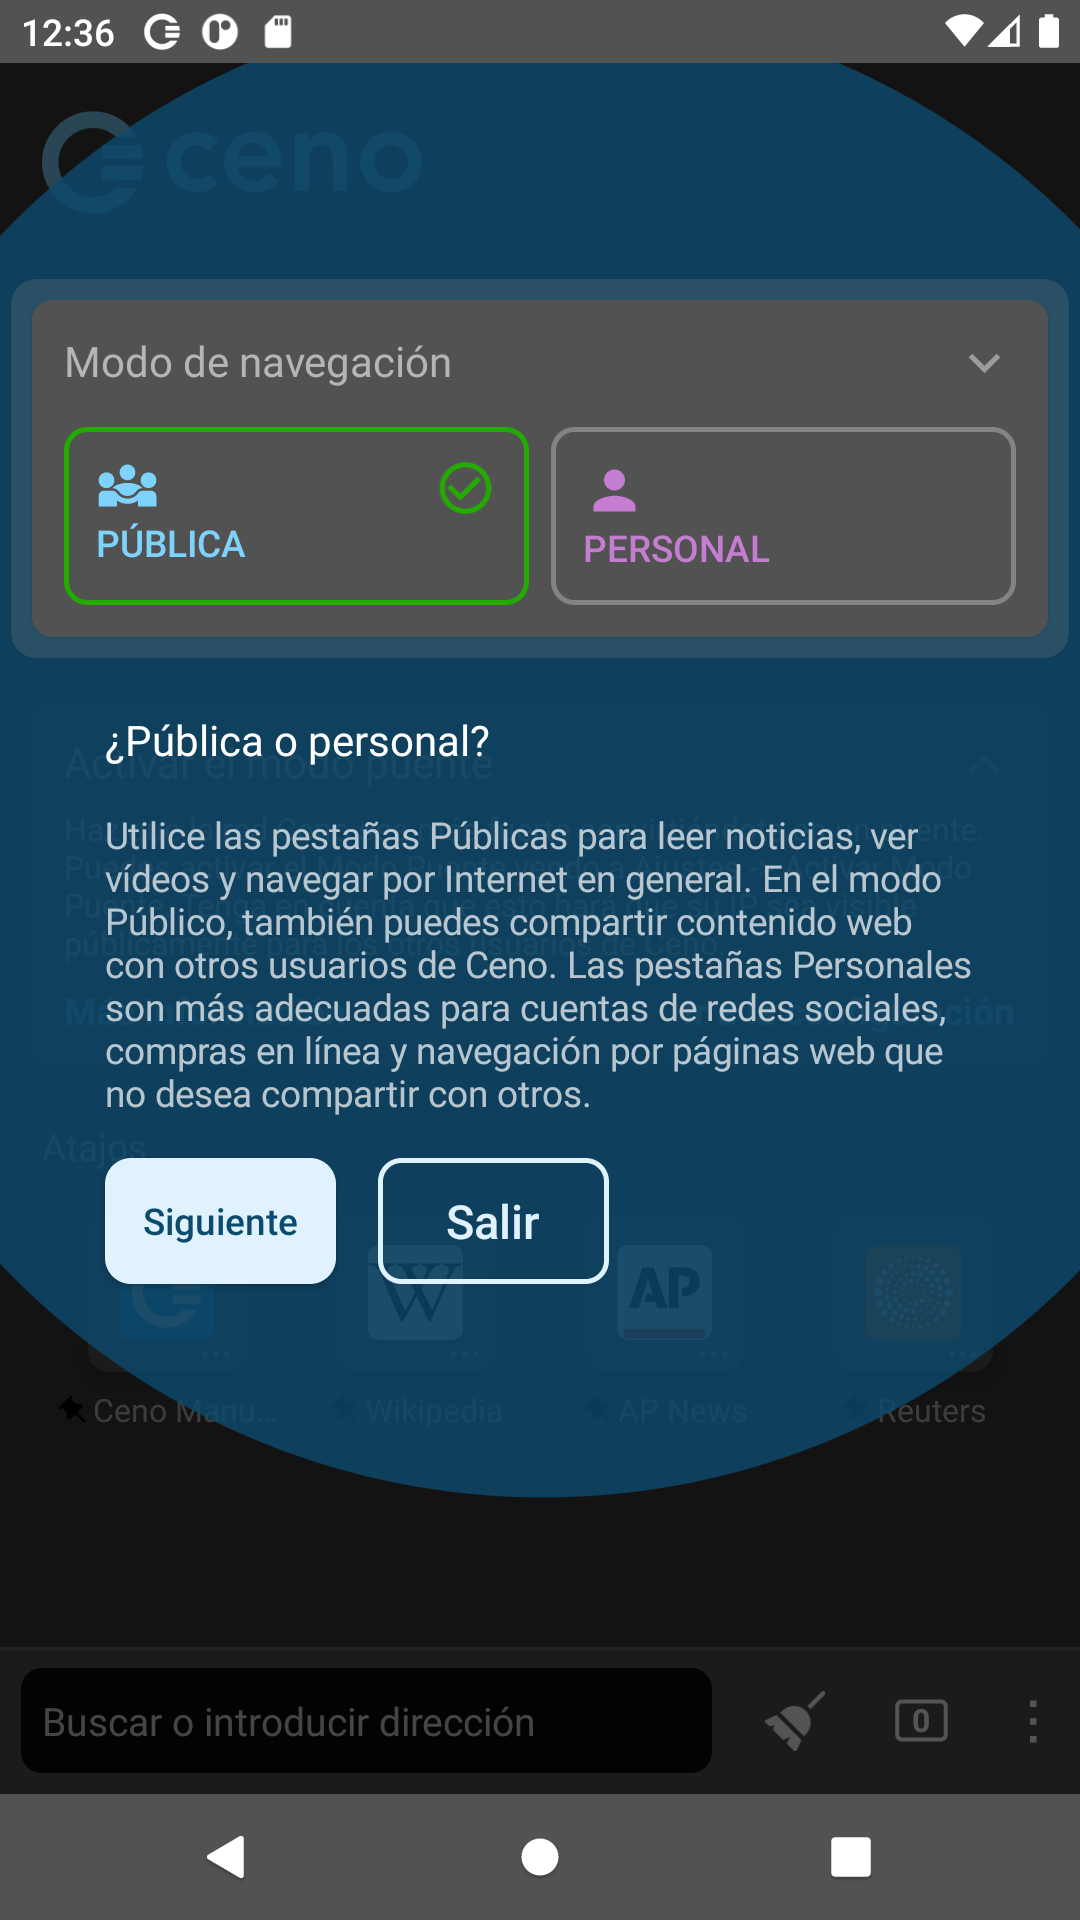 12:36
ceno
Modo de navegación
PÚBLICA
PERSONAL
¿Pública o personal?
Activar el modo puente
Utilice las pestañas Públicas para leer noticias, ver
vídeos y navegar por Internet en general. En el modo
Público, también puedes compartir contenido web
con otros usuarios de Ceno. Las pestañas Personales
son más adecuadas para cuentas de redes sociales,
compras en línea y navegación por páginas web que
no desea compartir con otros.
Atajos
Siguiente
Salir
W
AP
Ceno Manu...
Wikipedia
AP News
Reuters
Buscar o introducir dirección
0